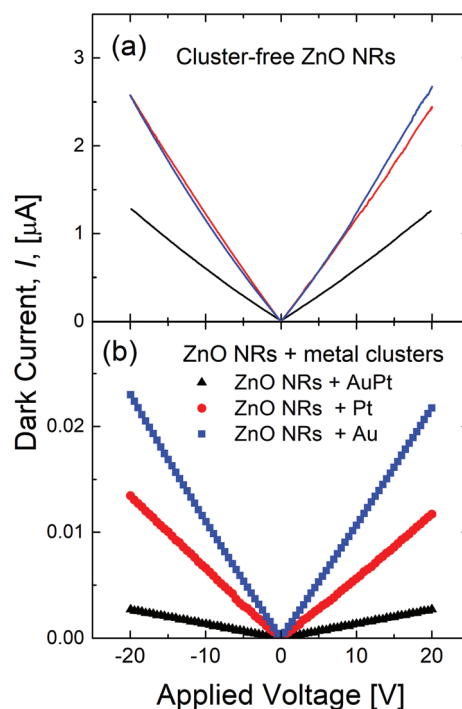 (a)
Cluster-free ZnO NRs
3
2
1
0
Dark Current, I, [μA]
(b)
ZnO NRs + metal clusters
ZnO NRs + AuPt
ZnO NRs + Pt
ZnO NRs + Au
0.02
0.01
0.00
-20 -10 0 10 20
Applied Voltage [V]